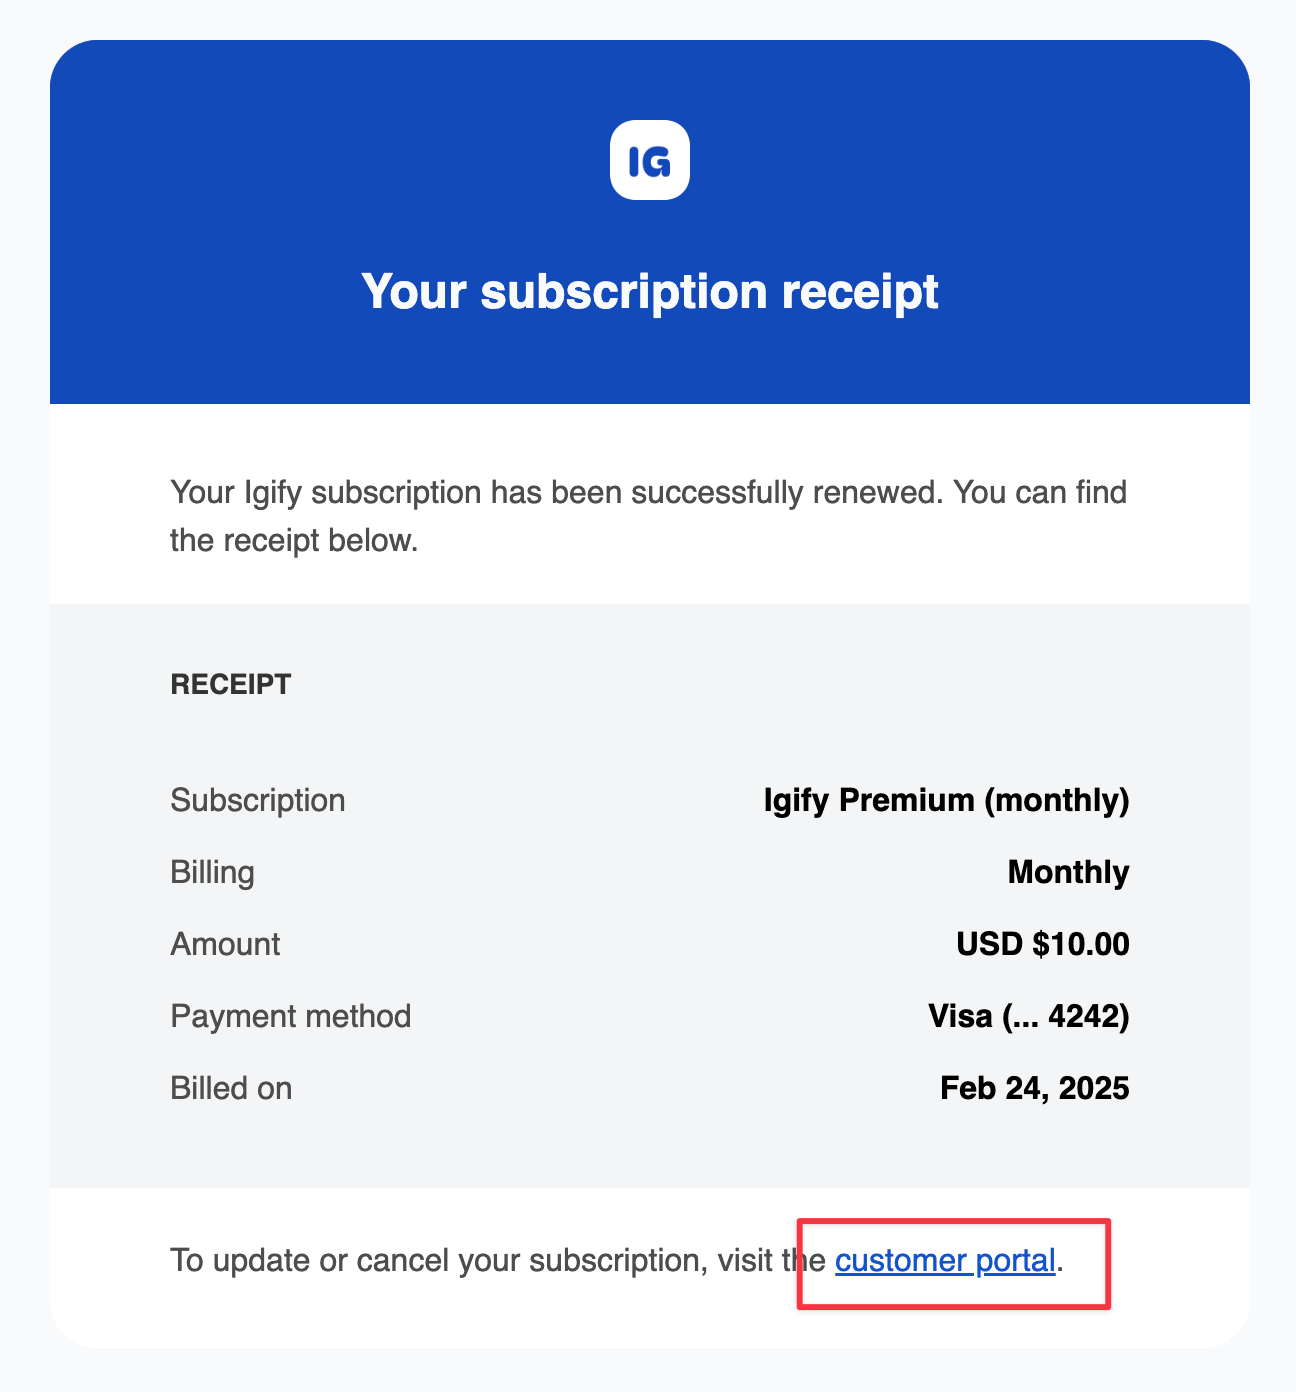 IG
Your subscription receipt
Your Igify subscription has been successfully renewed. You can find
the receipt below.
RECEIPT
Subscription Igify Premium (monthly)
Billing Monthly
Amount USD $10.00
Payment method Visa (... 4242)
Billed on Feb 24, 2025
To update or cancel your subscription, visit the customer portal.